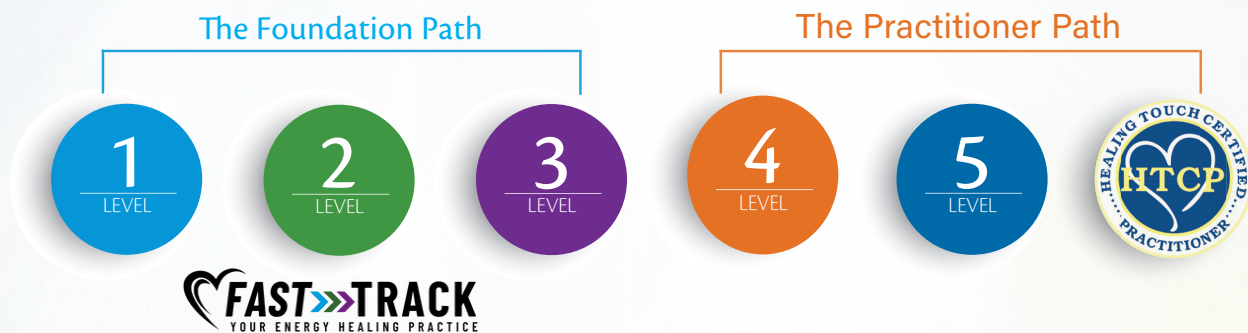 The Foundation Path
The Practitioner Path
1
LEVEL
2
LEVEL
3
LEVEL
4
LEVEL
5
LEVEL
HEALING TOUCH CERTIFIED
HTCP
PRACTITIONER
FAST>>>TRACK
YOUR ENERGY HEALING PRACTICE